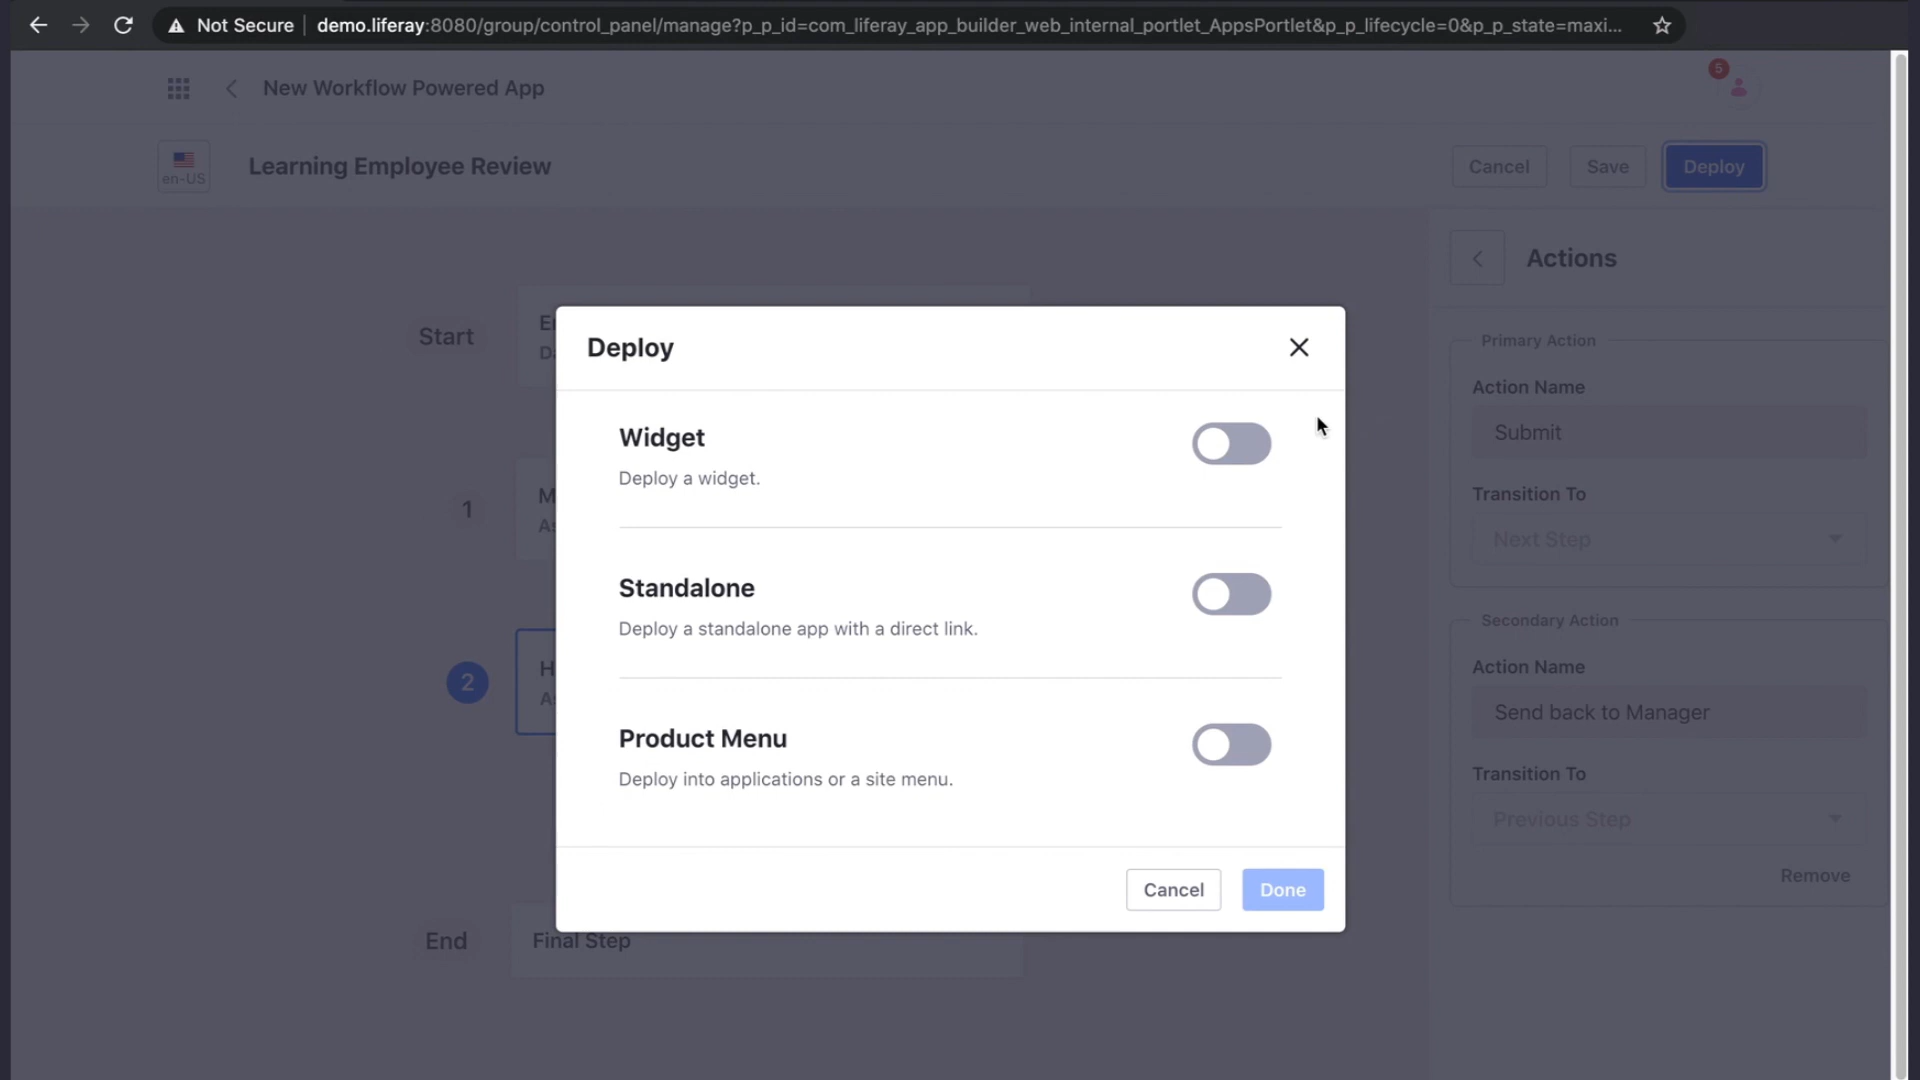 Not Secure | demo.liferay:8080/group/control_panel/manage?p_p_id=com_liferay_app_builder_web_internal_portlet_AppsPortlet&p_p_lifecycle=0&p_p_state=maxi...
New Workflow Powered App
5
en-US
Learning Employee Review
Cancel
Save
Deploy
Actions
Start
Deploy
Primary Action
Action Name
Submit
Widget
Deploy a widget.
Transition To
Next Step
1
Standalone
Deploy a standalone app with a direct link.
Secondary Action
Action Name
Send back to Manager
2
Product Menu
Deploy into applications or a site menu.
Transition To
Previous Step
Remove
Cancel
Done
End
Final Step